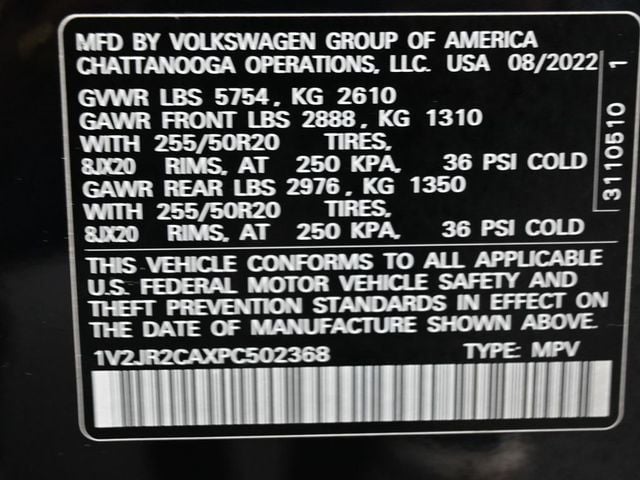 MFD BY VOLKSWAGEN GROUP OF AMERICA
CHATTANOOGA OPERATIONS, LLC. USA 08/2022
GVWR LBS 5754, KG 2610
GAWR FRONT LBS 2888, KG 1310
WITH 255/50R20 TIRES,
8JX20 RIMS, AT 250 KPA, 36 PSI COLD
GAWR REAR LBS 2976, KG 1350
WITH 255/50R20 TIRES,
8JX20 RIMS, AT 250 KPA, 36 PSI COLD
THIS VEHICLE CONFORMS TO ALL APPLICABLE
U.S. FEDERAL MOTOR VEHICLE SAFETY AND
THEFT PREVENTION STANDARDS IN EFFECT ON
THE DATE OF MANUFACTURE SHOWN ABOVE.
1V2JR2CAXPC502368 TYPE: MPV
3110510 1